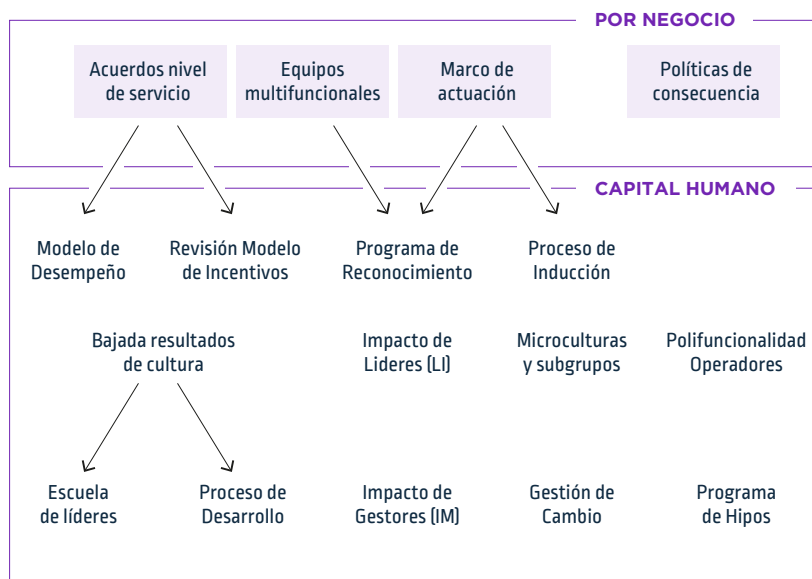 POR NEGOCIO
Acuerdos nivel
de servicio
Equipos
multifuncionales
Marco de
actuación
Políticas de
consecuencia
CAPITAL HUMANO
Modelo de
Desempeño
Revisión Modelo
de Incentivos
Programa de
Reconocimiento
Proceso de
Inducción
Bajada resultados
de cultura
Impacto de
Lideres (LI)
Microculturas
y subgrupos
Polifuncionalidad
Operadores
Escuela
de líderes
Proceso de
Desarrollo
Impacto de
Gestores (IM)
Gestión de
Cambio
Programa
de Hipos